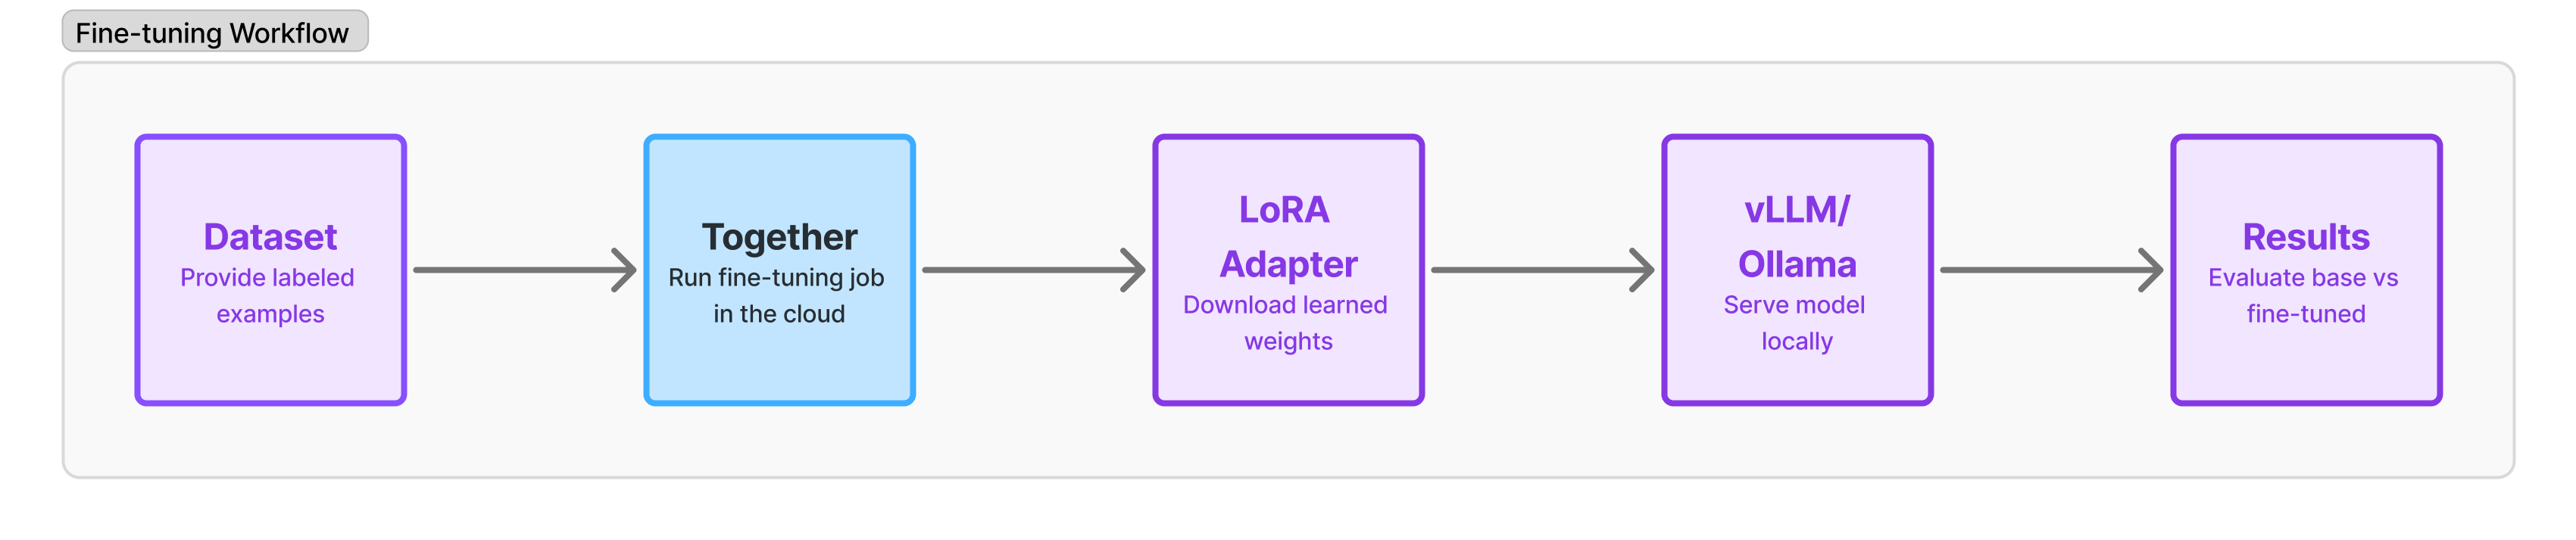 Fine-tuning Workflow
Dataset
Provide labeled
examples
Together
Run fine-tuning job
in the cloud
LoRA
Adapter
Download learned
weights
vLLM/
Ollama
Serve model
locally
Results
Evaluate base vs
fine-tuned